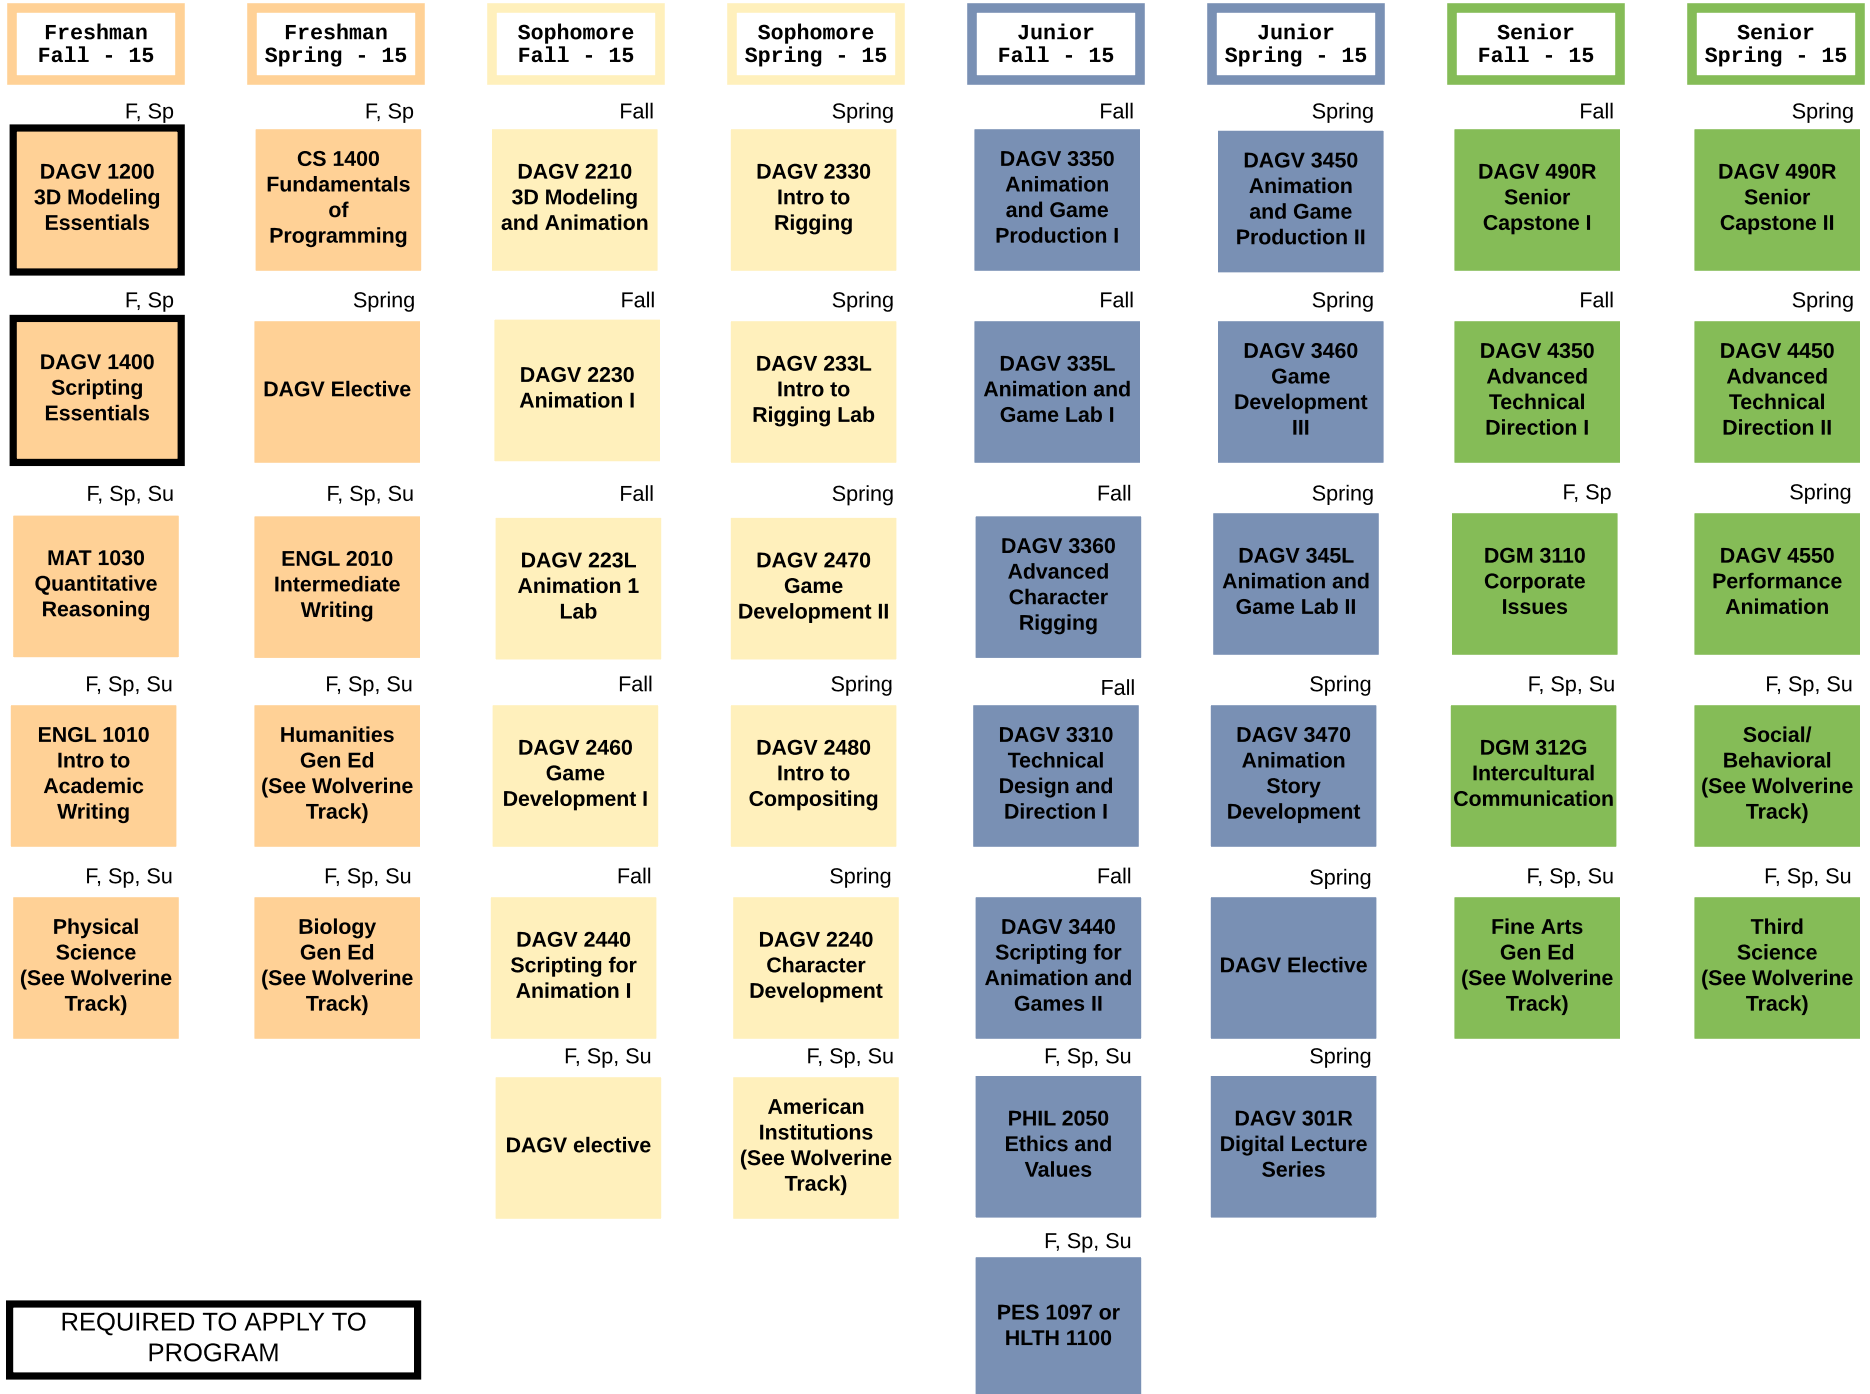 Freshman
Fall - 15
F, Sp
DAGV 1200
3D Modeling
Essentials
F, Sp
DAGV 1400
Scripting
Essentials
F, Sp, Su
MAT 1030
Quantitative
Reasoning
F, Sp, Su
ENGL 1010
Intro to
Academic
Writing
F, Sp, Su
Physical
Science
(See Wolverine
Track)
Freshman
Spring - 15
F, Sp
CS 1400
Fundamentals
of
Programming
Spring
DAGV Elective
F, Sp, Su
ENGL 2010
Intermediate
Writing
F, Sp, Su
Humanities
Gen Ed
(See Wolverine
Track)
F, Sp, Su
Biology
Gen Ed
(See Wolverine
Track)
Sophomore
Fall - 15
Fall
DAGV 2210
3D Modeling
and Animation
Fall
DAGV 2230
Animation I
Fall
DAGV 223L
Animation 1
Lab
Fall
DAGV 2460
Game
Development I
Fall
DAGV 2440
Scripting for
Animation I
F, Sp, Su
DAGV elective
Sophomore
Spring - 15
Spring
DAGV 2330
Intro to
Rigging
Spring
DAGV 233L
Intro to
Rigging Lab
Spring
DAGV 2470
Game
Development II
Spring
DAGV 2480
Intro to
Compositing
Spring
DAGV 2240
Character
Development
F, Sp, Su
American
Institutions
(See Wolverine
Track)
Junior
Fall - 15
Fall
DAGV 3350
Animation
and Game
Production I
Fall
DAGV 335L
Animation and
Game Lab I
Fall
DAGV 3360
Advanced
Character
Rigging
Fall
DAGV 3310
Technical
Design and
Direction I
Fall
DAGV 3440
Scripting for
Animation and
Games II
F, Sp, Su
PHIL 2050
Ethics and
Values
F, Sp, Su
PES 1097 or
HLTH 1100
Junior
Spring - 15
Spring
DAGV 3450
Animation
and Game
Production II
Spring
DAGV 3460
Game
Development
III
Spring
DAGV 345L
Animation and
Game Lab II
Spring
DAGV 3470
Animation
Story
Development
Spring
DAGV Elective
Spring
DAGV 301R
Digital Lecture
Series
Senior
Fall - 15
Fall
DAGV 490R
Senior
Capstone I
Fall
DAGV 4350
Advanced
Technical
Direction I
F, Sp
DGM 3110
Corporate
Issues
F, Sp, Su
DGM 312G
Intercultural
Communication
F, Sp, Su
Fine Arts
Gen Ed
(See Wolverine
Track)
Senior
Spring - 15
Spring
DAGV 490R
Senior
Capstone II
Spring
DAGV 4450
Advanced
Technical
Direction II
Spring
DAGV 4550
Performance
Animation
F, Sp, Su
Social/
Behavioral
(See Wolverine
Track)
F, Sp, Su
Third
Science
(See Wolverine
Track)
REQUIRED TO APPLY TO
PROGRAM